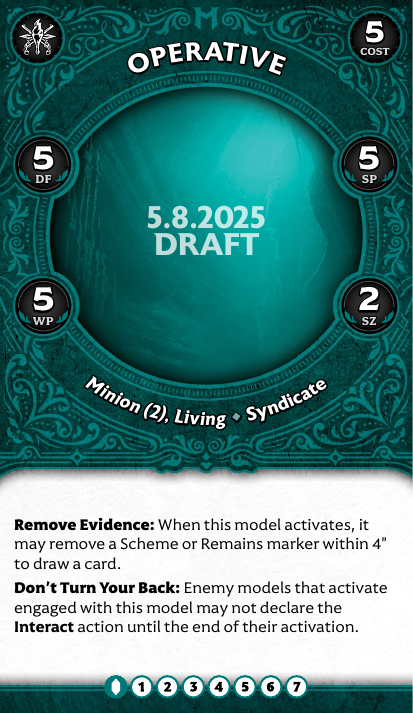 OPERATIVE
5
COST
5
DF
5
SP
5.8.2025
DRAFT
5
WP
2
SZ
Minion (2), Living ⬥ Syndicate
Remove Evidence: When this model activates, it
may remove a Scheme or Remains marker within 4"
to draw a card.
Don't Turn Your Back: Enemy models that activate
engaged with this model may not declare the
Interact action until the end of their activation.
1 2 3 4 5 6 7